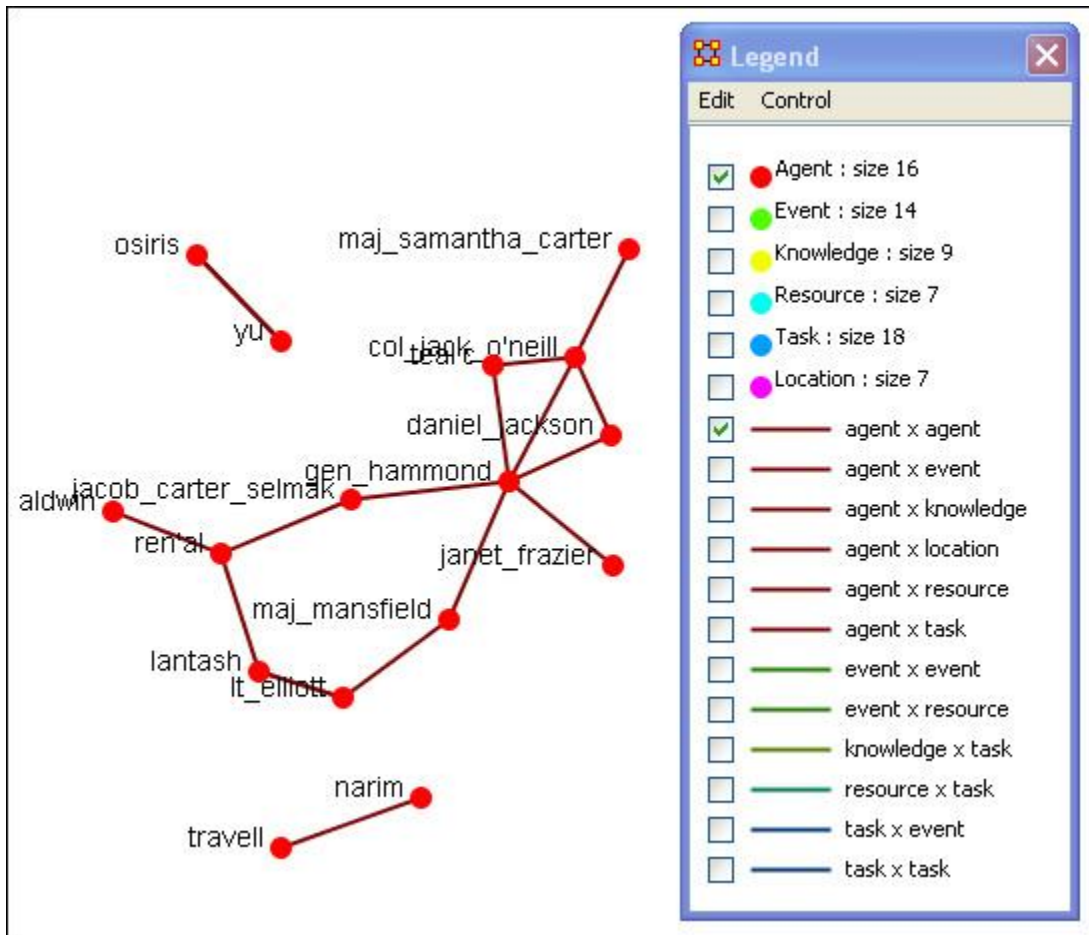 Legend
Edit Control
Agent : size 16
Event : size 14
Knowledge : size 9
Resource : size 7
Task : size 18
Location : size 7
agent x agent
agent x event
agent x knowledge
agent x location
agent x resource
agent x task
event x event
event x resource
knowledge x task
resource x task
task x event
task x task
osiris
maj_samantha_carter
yu
col_jack_o'neill
daniel_jackson
gen_hammond
jacob_carter_selmak
aldwin
ren'al
janet_frazier
maj_mansfield
lantash
lt_elliott
narim
travell